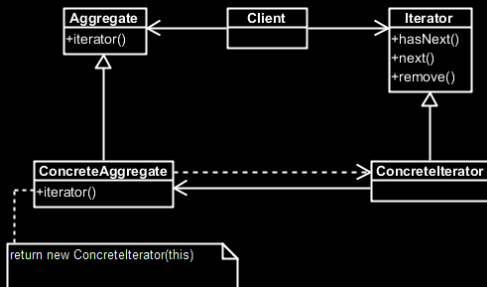 Aggregate
+iterator()
Client
Iterator
+hasNext()
+next()
+remove()
ConcreteAggregate
+iterator()
ConcreteIterator
return new ConcreteIterator(this)